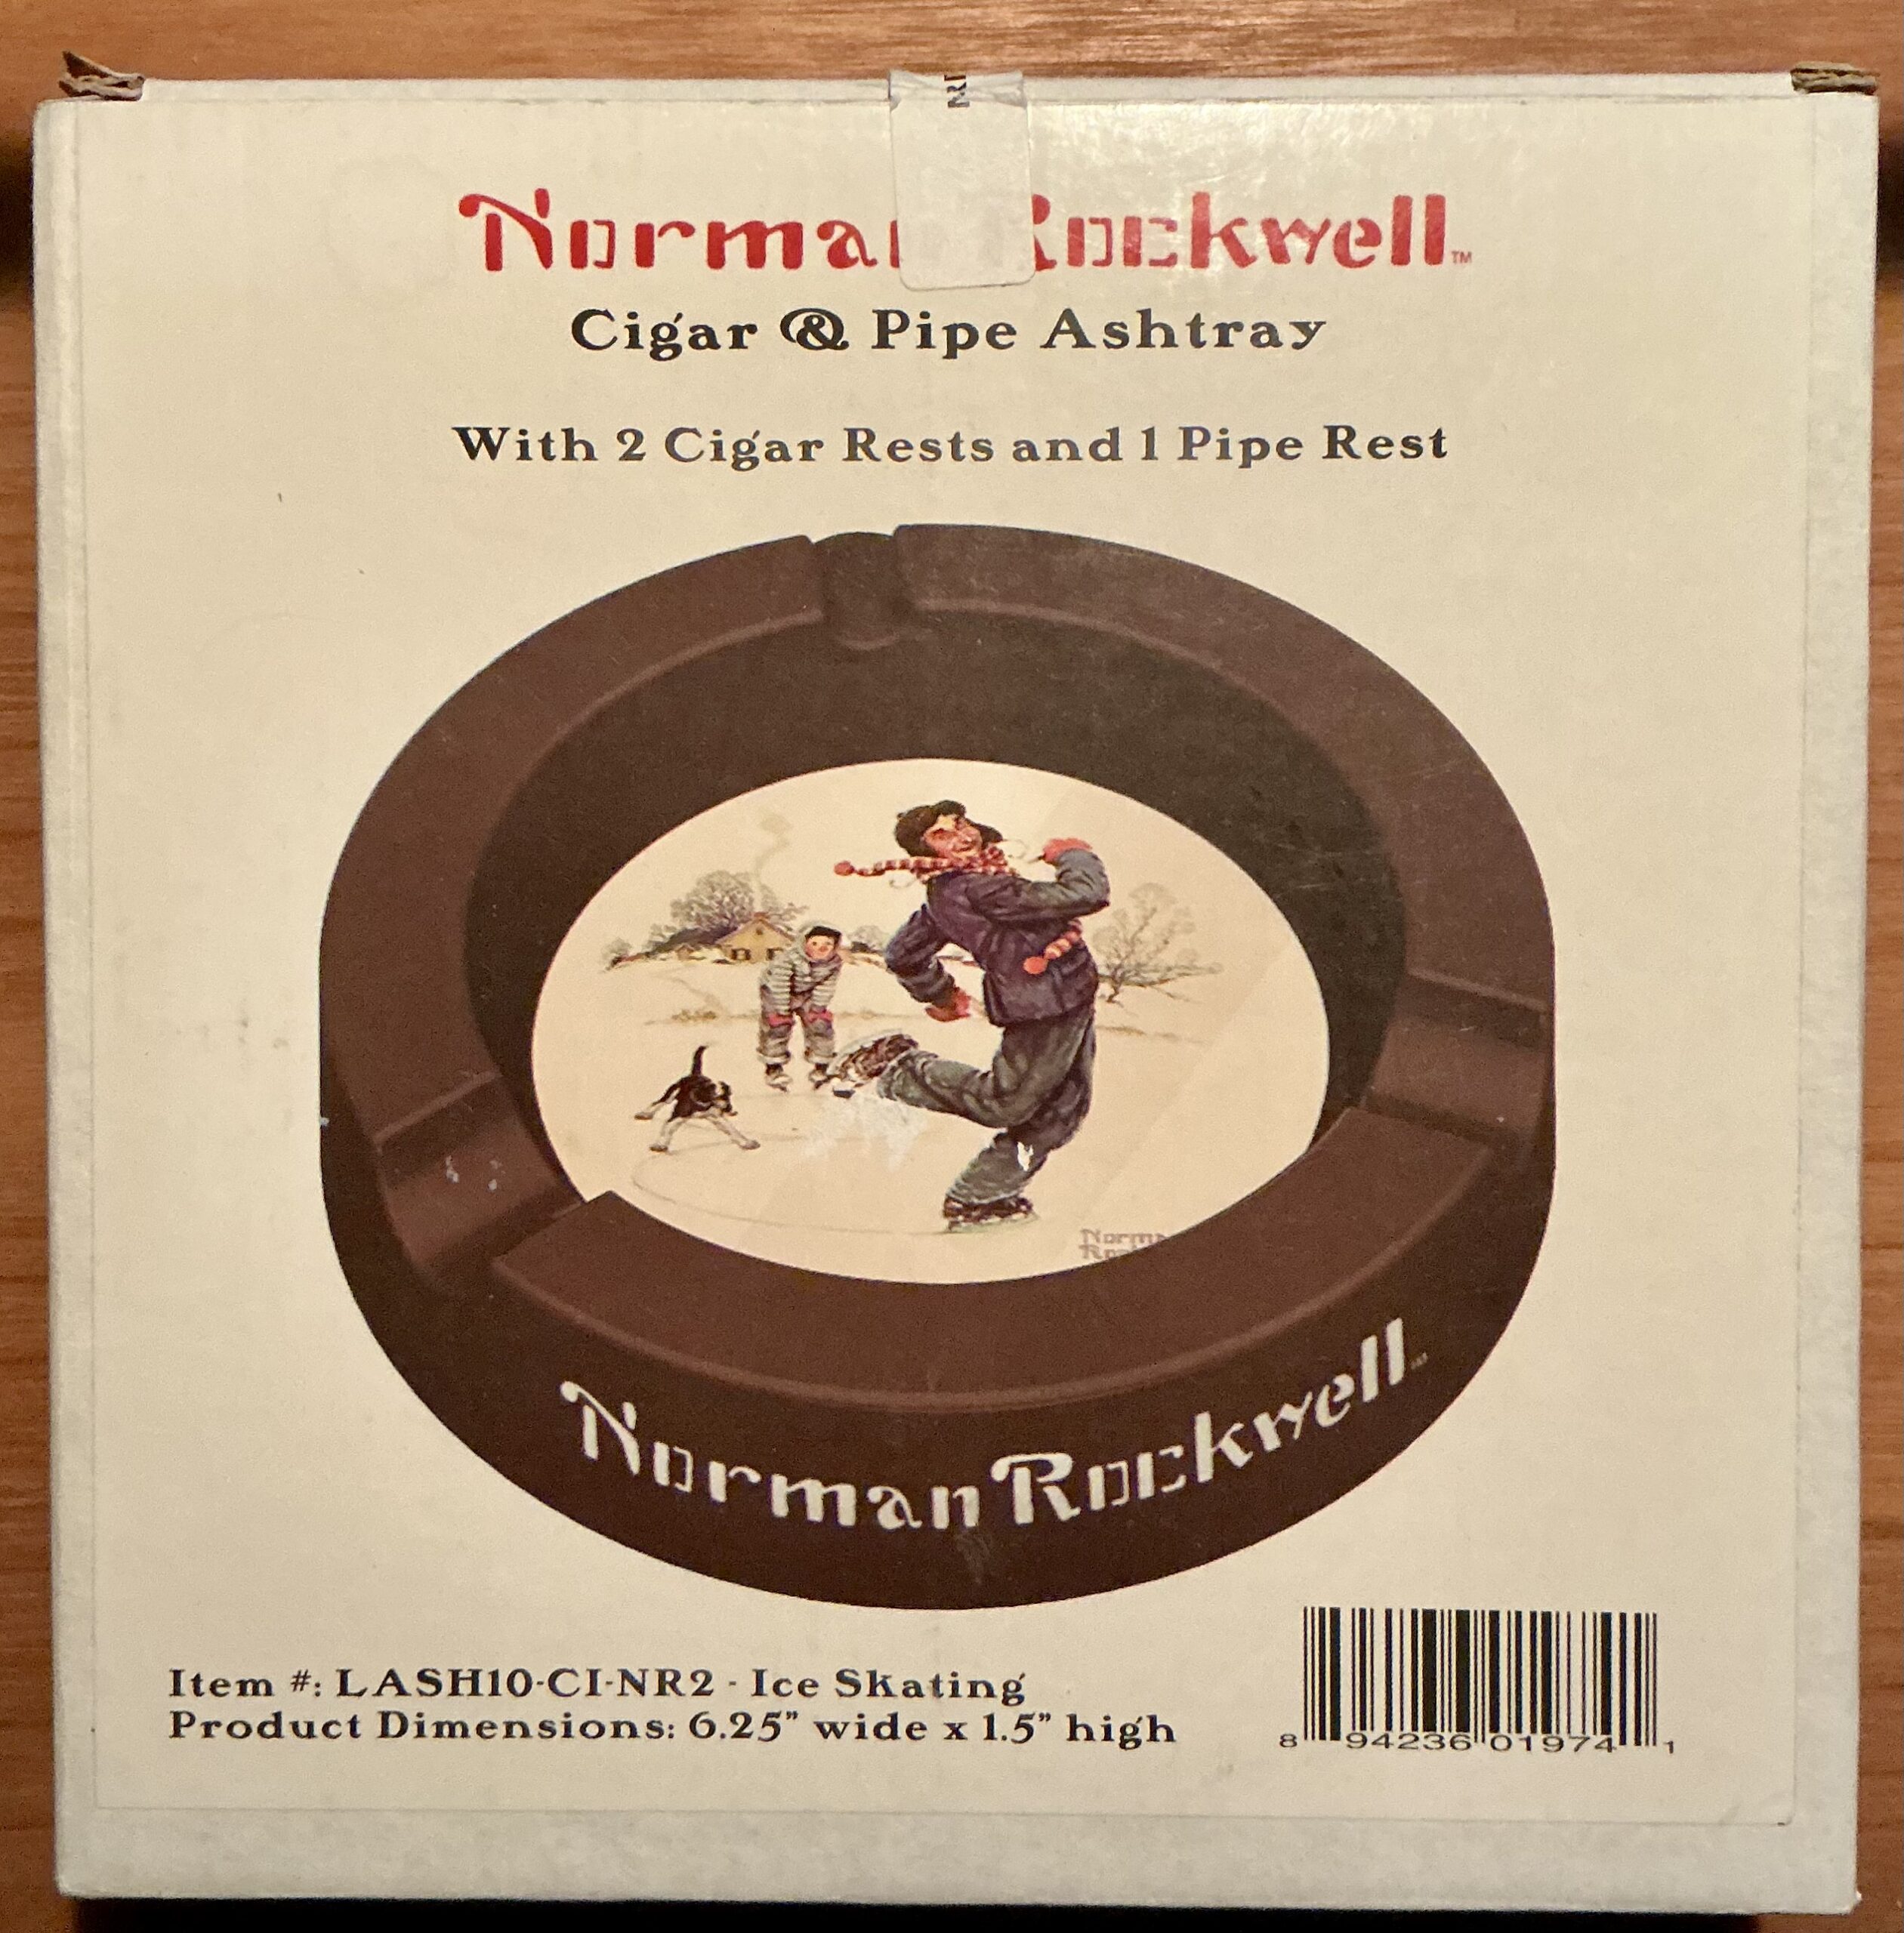 Norman Rockwell™
Cigar & Pipe Ashtray
With 2 Cigar Rests and 1 Pipe Rest
Norman Rockwell
Item #: LASH10-CI-NR2 - Ice Skating
Product Dimensions: 6.25” wide x 1.5” high
8 94236 01974 1